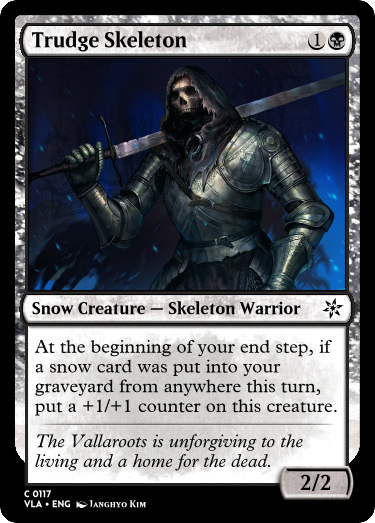 Trudge Skeleton 1
Snow Creature — Skeleton Warrior
At the beginning of your end step, if
a snow card was put into your
graveyard from anywhere this turn,
put a +1/+1 counter on this creature.
The Vallaroots is unforgiving to the
living and a home for the dead.
2/2
C 0117
VLA • ENG Janghyo Kim